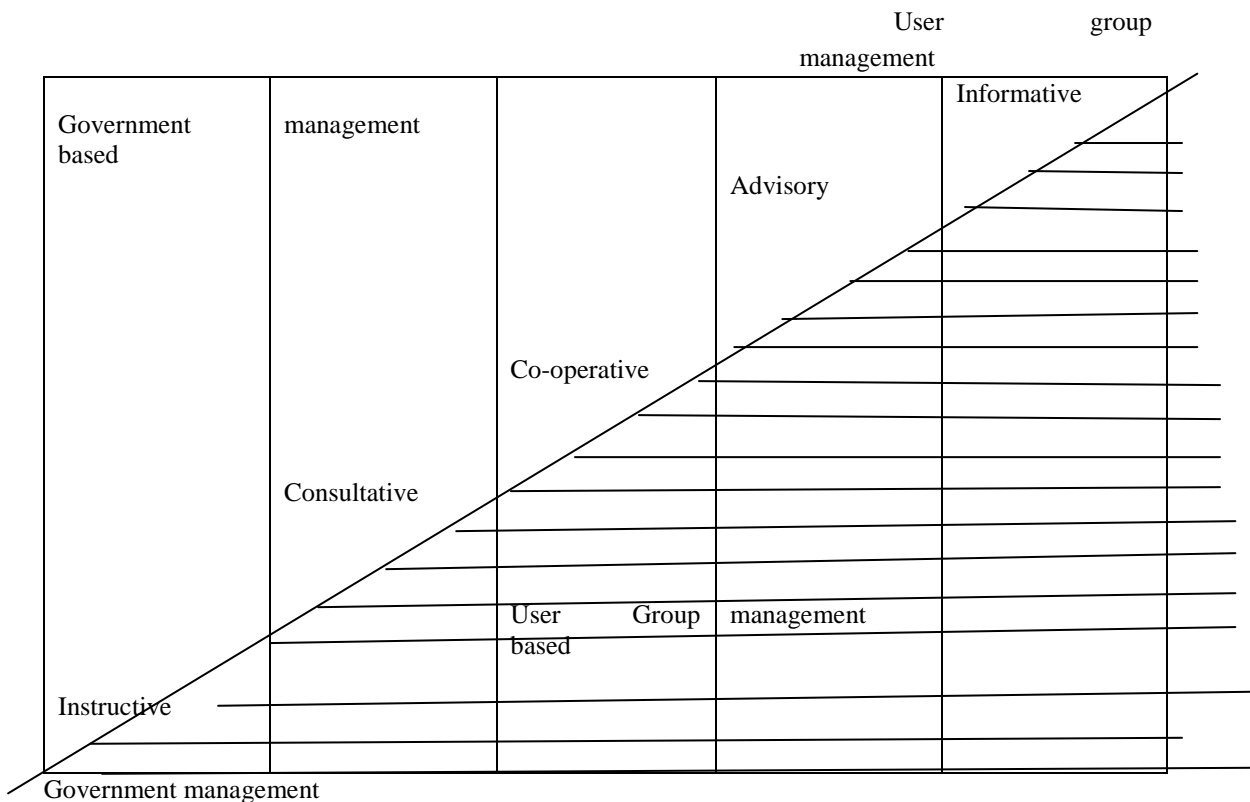 User group
management
Informative
Government management
based
Advisory
Co-operative
Consultative
User Group management
based
Instructive
Government management